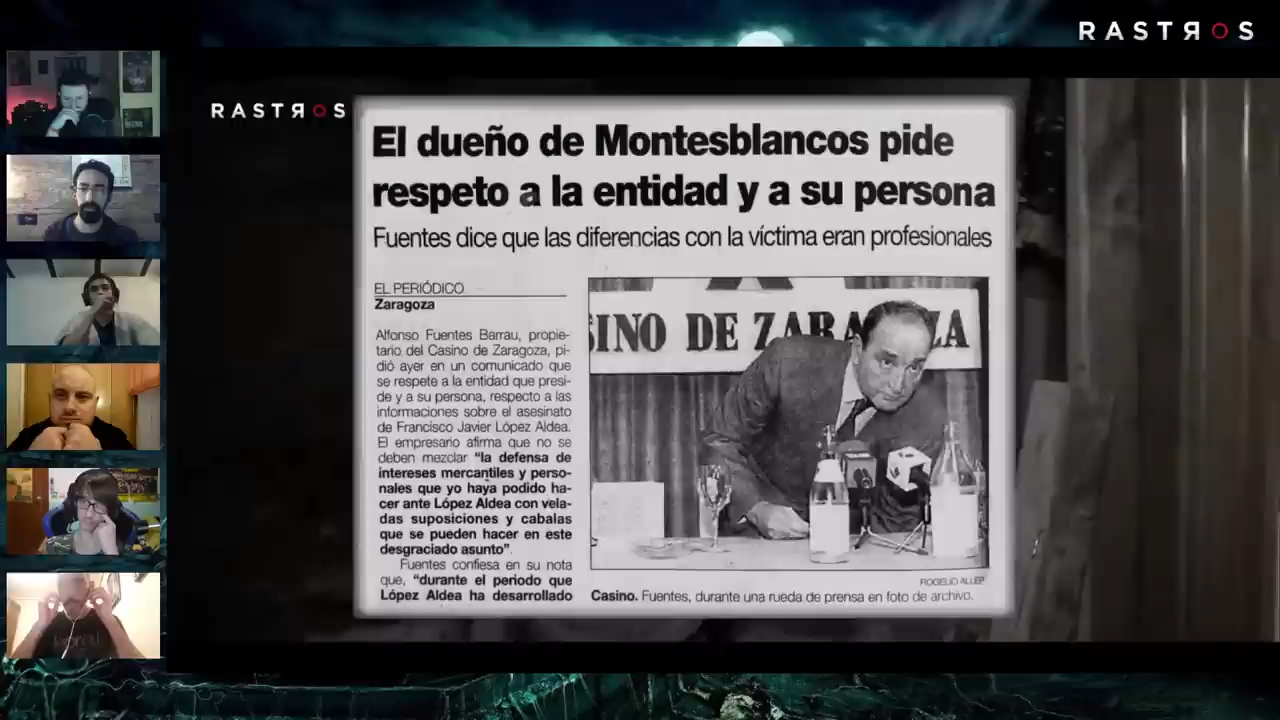 RASTЯOS
RASTЯOS
El dueño de Montesblancos pide
respeto a la entidad y a su persona
Fuentes dice que las diferencias con la víctima eran profesionales
EL PERIÓDICO
Zaragoza
Alfonso Fuentes Barrau, propie-
tario del Casino de Zaragoza, pi-
dió ayer en un comunicado que
se respete a la entidad que presi-
de y a su persona, respecto a las
informaciones sobre el asesinato
de Francisco Javier López Aldea.
El empresario afirma que no se
deben mezclar “la defensa de
intereses mercantiles y perso-
nales que yo haya podido ha-
cer ante López Aldea con vela-
das suposiciones y cabalas
que se pueden hacer en este
desgraciado asunto”.
Fuentes confiesa en su nota
que, “durante el periodo que
López Aldea ha desarrollado
SINO DE ZARA ZA
ROGELIO ALLEP
Casino. Fuentes, durante una rueda de prensa en foto de archivo.